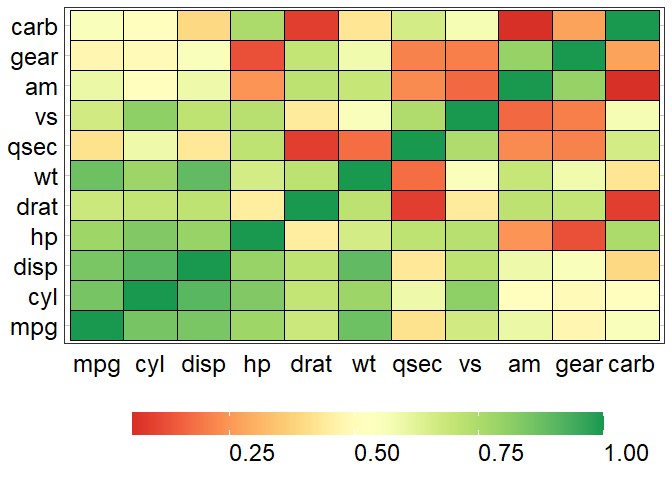 carb
gear
am
vs
qsec
wt
drat
hp
disp
cyl
mpg
mpg cyl disp hp drat wt qsec vs am gear carb
0.25 0.50 0.75 1.00